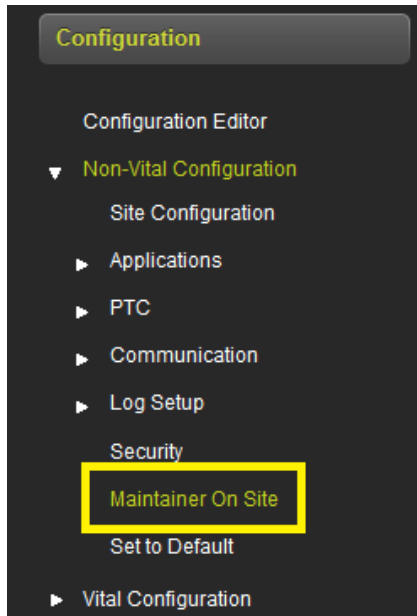 Configuration
Configuration Editor
Non-Vital Configuration
Site Configuration
Applications
PTC
Communication
Log Setup
Security
Maintainer On Site
Set to Default
Vital Configuration